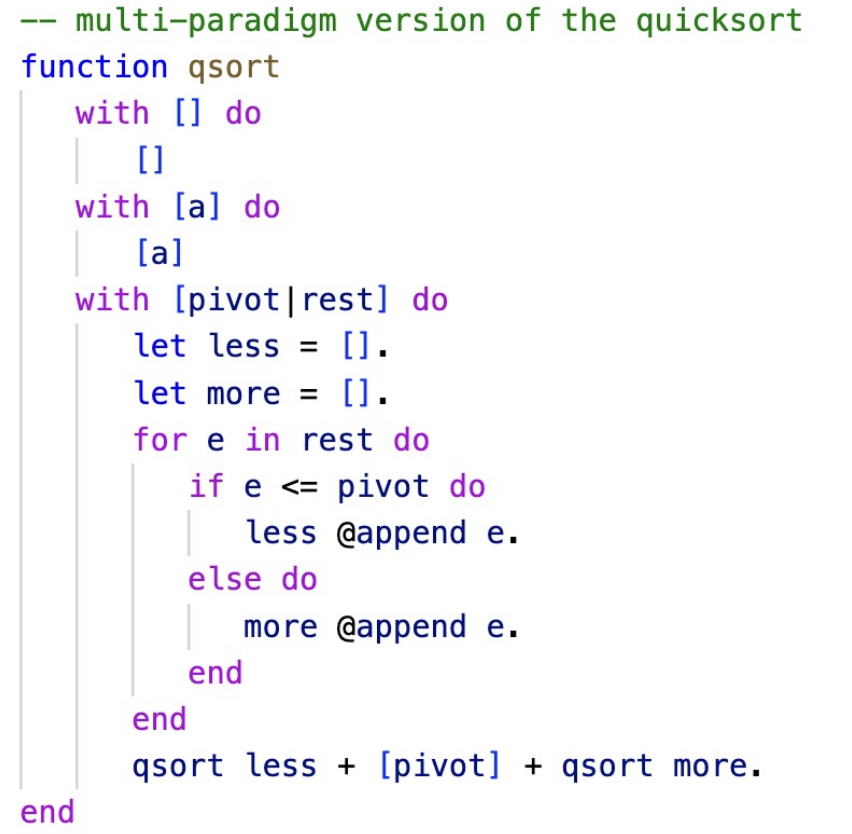 -- multi-paradigm version of the quicksort
function qsort
with [] do
[]
with [a] do
[a]
with [pivot|rest] do
let less = [].
let more = [].
for e in rest do
if e <= pivot do
less @append e.
else do
more @append e.
end
end
qsort less + [pivot] + qsort more.
end